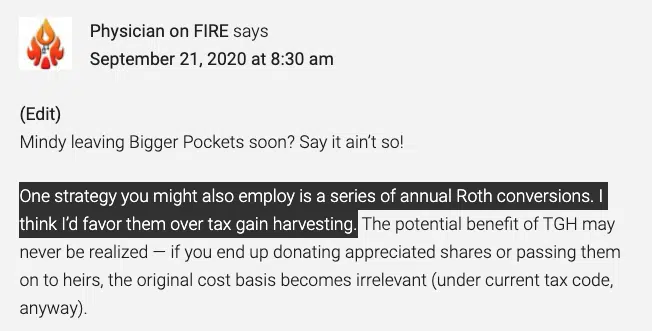 Physician on FIRE says
September 21, 2020 at 8:30 am
(Edit)
Mindy leaving Bigger Pockets soon? Say it ain’t so!
One strategy you might also employ is a series of annual Roth conversions. I
think I’d favor them over tax gain harvesting. The potential benefit of TGH may
never be realized — if you end up donating appreciated shares or passing them
on to heirs, the original cost basis becomes irrelevant (under current tax code,
anyway).